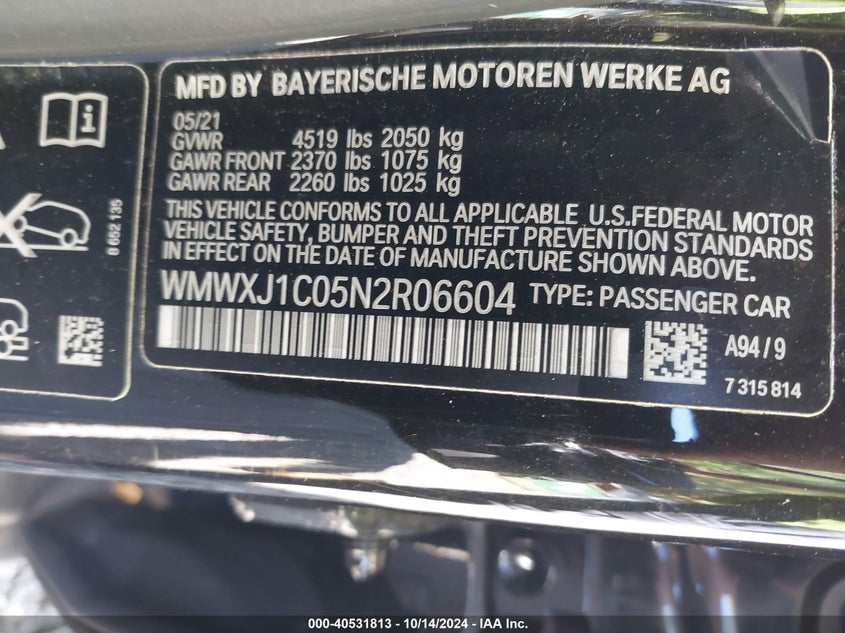 MFD BY BAYERISCHE MOTOREN WERKE AG
05/21
GVWR 4519 lbs 2050 kg
GAWR FRONT 2370 lbs 1075 kg
GAWR REAR 2260 lbs 1025 kg
THIS VEHICLE CONFORMS TO ALL APPLICABLE U.S.FEDERAL MOTOR
VEHICLE SAFETY, BUMPER AND THEFT PREVENTION STANDARDS
IN EFFECT ON THE DATE OF MANUFACTURE SHOWN ABOVE.
WMWXJ1C05N2R06604 TYPE: PASSENGER CAR
A94/9
7 315 814
8 652 135
000-40531813 - 10/14/2024 - IAA Inc.